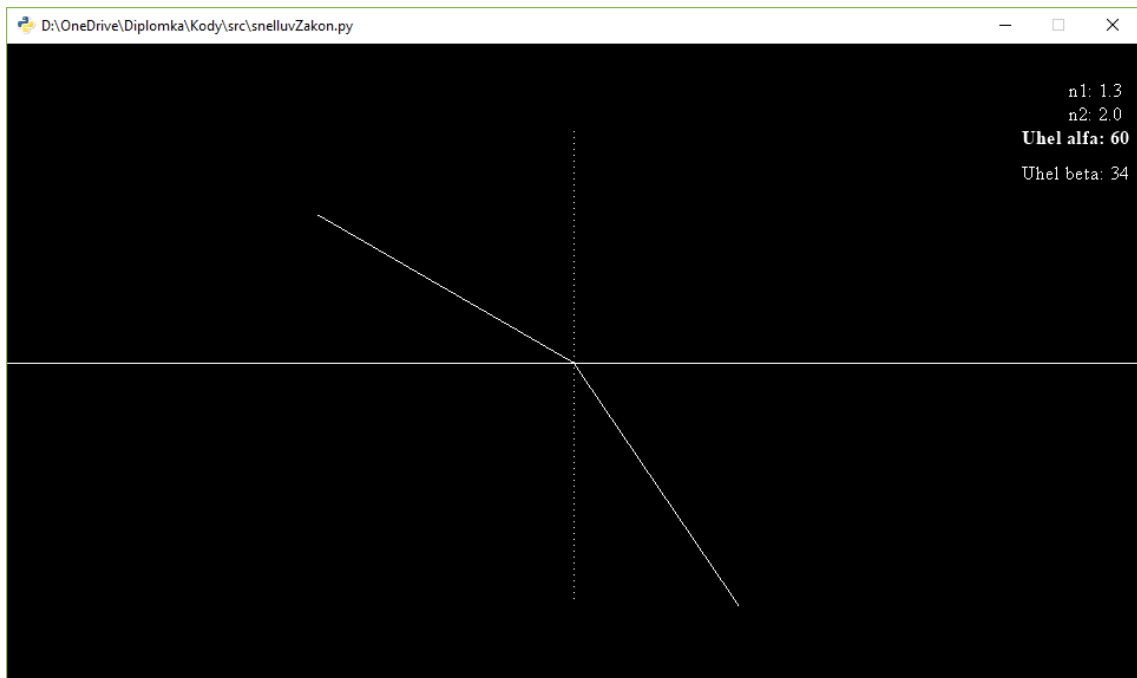 D:\OneDrive\Diplomka\Kody\src\snelluvZakon.py
n1: 1.3
n2: 2.0
Uhel alfa: 60
Uhel beta: 34